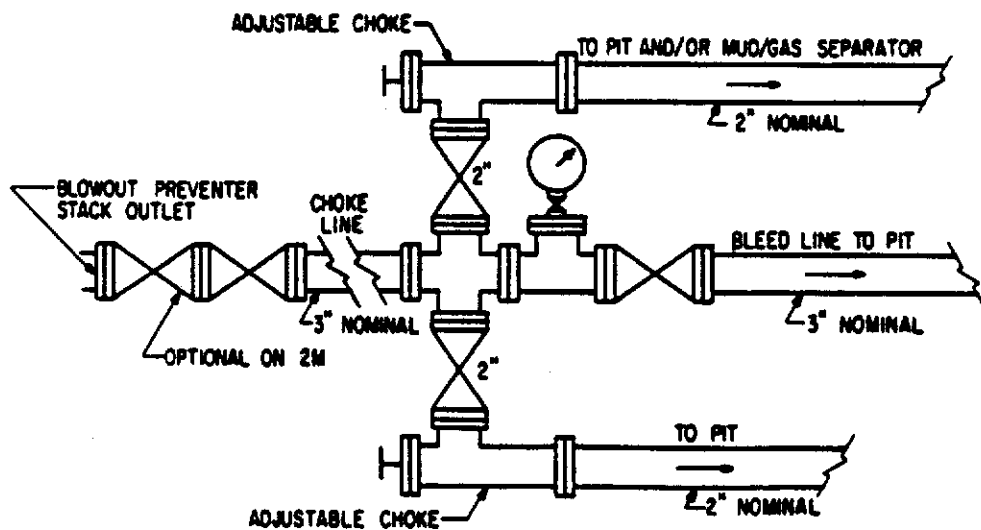 ADJUSTABLE CHOKE
TO PIT AND/OR MUD/GAS SEPARATOR
2" NOMINAL
2"
BLOWOUT PREVENTER
STACK OUTLET
CHOKE
LINE
BLEED LINE TO PIT
3" NOMINAL
3" NOMINAL
OPTIONAL ON 2M
2"
TO PIT
2" NOMINAL
ADJUSTABLE CHOKE